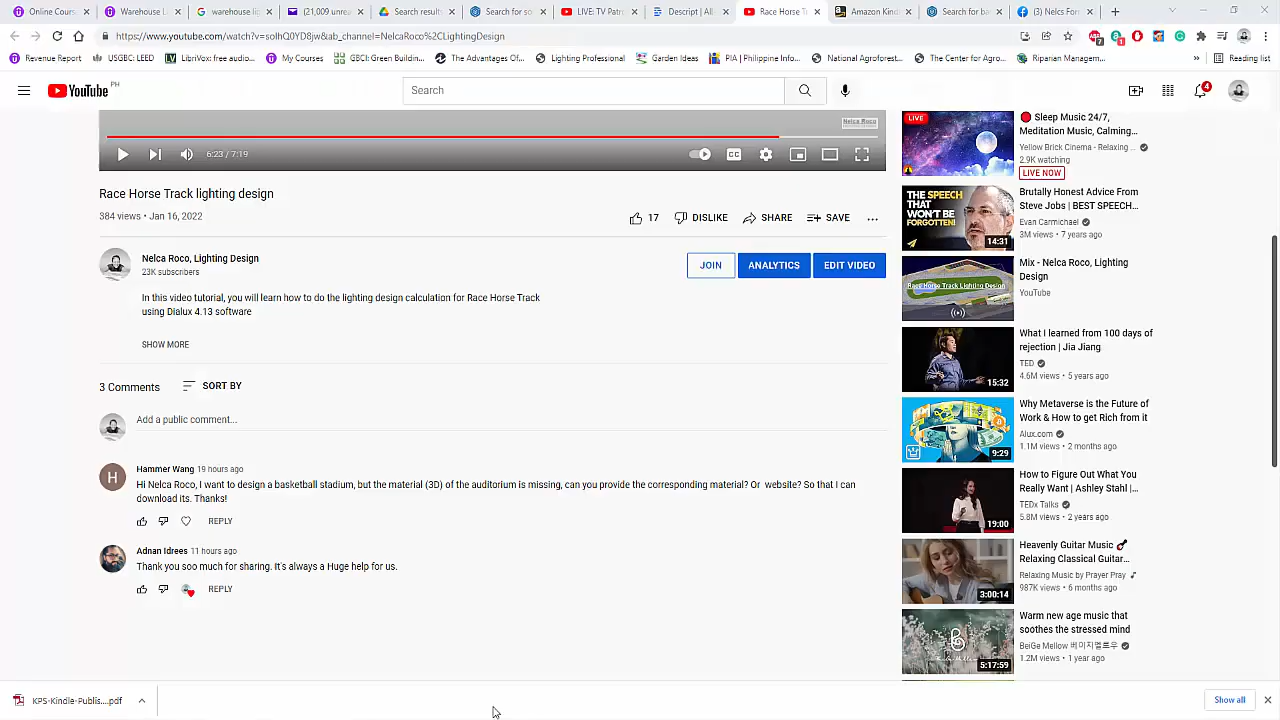 Online Cours
Warehouse L
warehouse lig
(21,009 unrea
Search result
Search for so
LIVE: TV Patro
Descript | All
Race Horse Tr
Amazon Kind
Search for ba
(3) Nelcs Fore
https://www.youtube.com/watch?v=solhQ0YD8jw&ab_channel=NelcaRoco%2CLightingDesign
Revenue Report
USGBC: LEED
LibriVox: free audio...
My Courses
GBCI: Green Building...
The Advantages Of...
Lighting Professional
Garden Ideas
PIA | Philippine Info...
National Agroforest...
The Center for Agro...
Riparian Managem...
»
Reading list
YouTube PH
Search
4
Nelca Roco
6:23 / 7:19
CC
Race Horse Track lighting design
384 views • Jan 16, 2022
17
DISLIKE
SHARE
SAVE
...
Nelca Roco, Lighting Design
23K subscribers
JOIN
ANALYTICS
EDIT VIDEO
In this video tutorial, you will learn how to do the lighting design calculation for Race Horse Track
using Dialux 4.13 software
SHOW MORE
3 Comments
SORT BY
Add a public comment...
H
Hammer Wang 19 hours ago
Hi Nelca Roco, I want to design a basketball stadium, but the material (3D) of the auditorium is missing, can you provide the corresponding material? Or website? So that I can
download its. Thanks!
REPLY
Adnan Idrees 11 hours ago
Thank you soo much for sharing. It's always a Huge help for us.
REPLY
LIVE
Sleep Music 24/7,
Meditation Music, Calming...
Yellow Brick Cinema - Relaxing ...
2.9K watching
LIVE NOW
THE SPEECH
THAT
WON'T BE
FORGOTTEN!
14:31
Brutally Honest Advice From
Steve Jobs | BEST SPEECH...
Evan Carmichael
3M views • 7 years ago
Race Horse Track Lighting Design
Mix - Nelca Roco, Lighting
Design
YouTube
15:32
What I learned from 100 days of
rejection | Jia Jiang
TED
4.6M views • 5 years ago
9:29
Why Metaverse is the Future of
Work & How to get Rich from it
Alux.com
1.1M views • 2 months ago
19:00
How to Figure Out What You
Really Want | Ashley Stahl |...
TEDx Talks
5.8M views • 2 years ago
3:00:14
Heavenly Guitar Music
Relaxing Classical Guitar...
Relaxing Music by Prayer Pray
987K views • 6 months ago
5:17:59
Warm new age music that
soothes the stressed mind
BeiGe Mellow 베이지멜로우
1.2M views • 1 year ago
KPS-Kindle-Publis....pdf
Show all